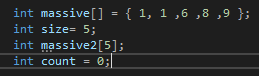 int massive[] = { 1, 1 ,6 ,8 ,9 };
int size= 5;
int massive2[5];
int count = 0;